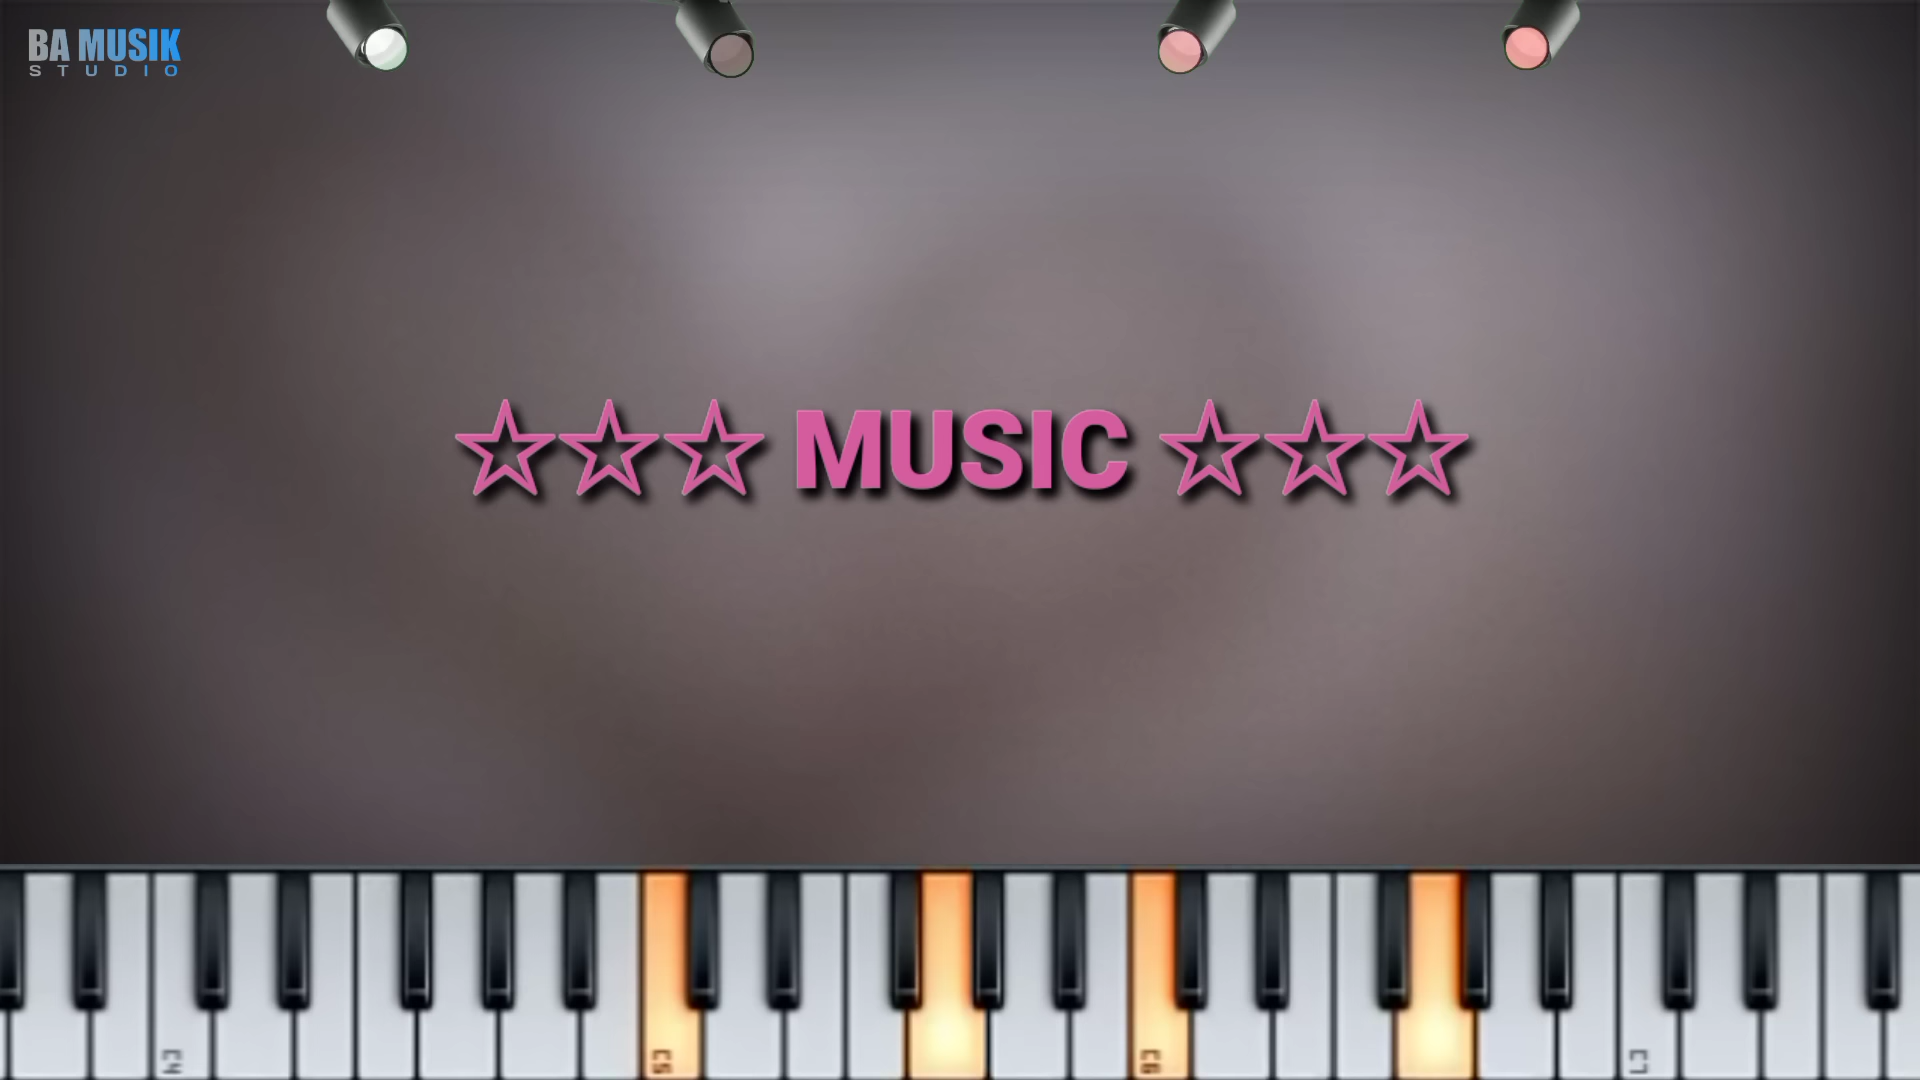 BA MUSIK
STUDIO
☆☆☆ MUSIC ☆☆☆
C4
C5
C6
C7